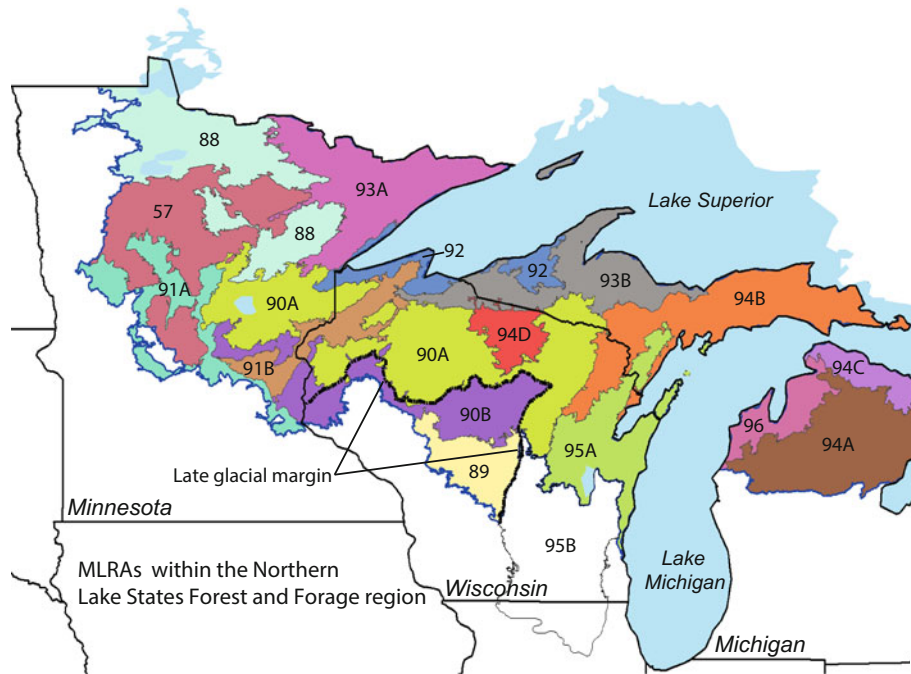 88
93A
57
Lake Superior
88
92
92
91A
93B
90A
94B
94D
90A
91B
94C
90B
96
95A
94A
Late glacial margin
89
Minnesota
95B
MLRAs within the Northern
Lake States Forest and Forage region
Lake
Michigan
Wisconsin
Michigan